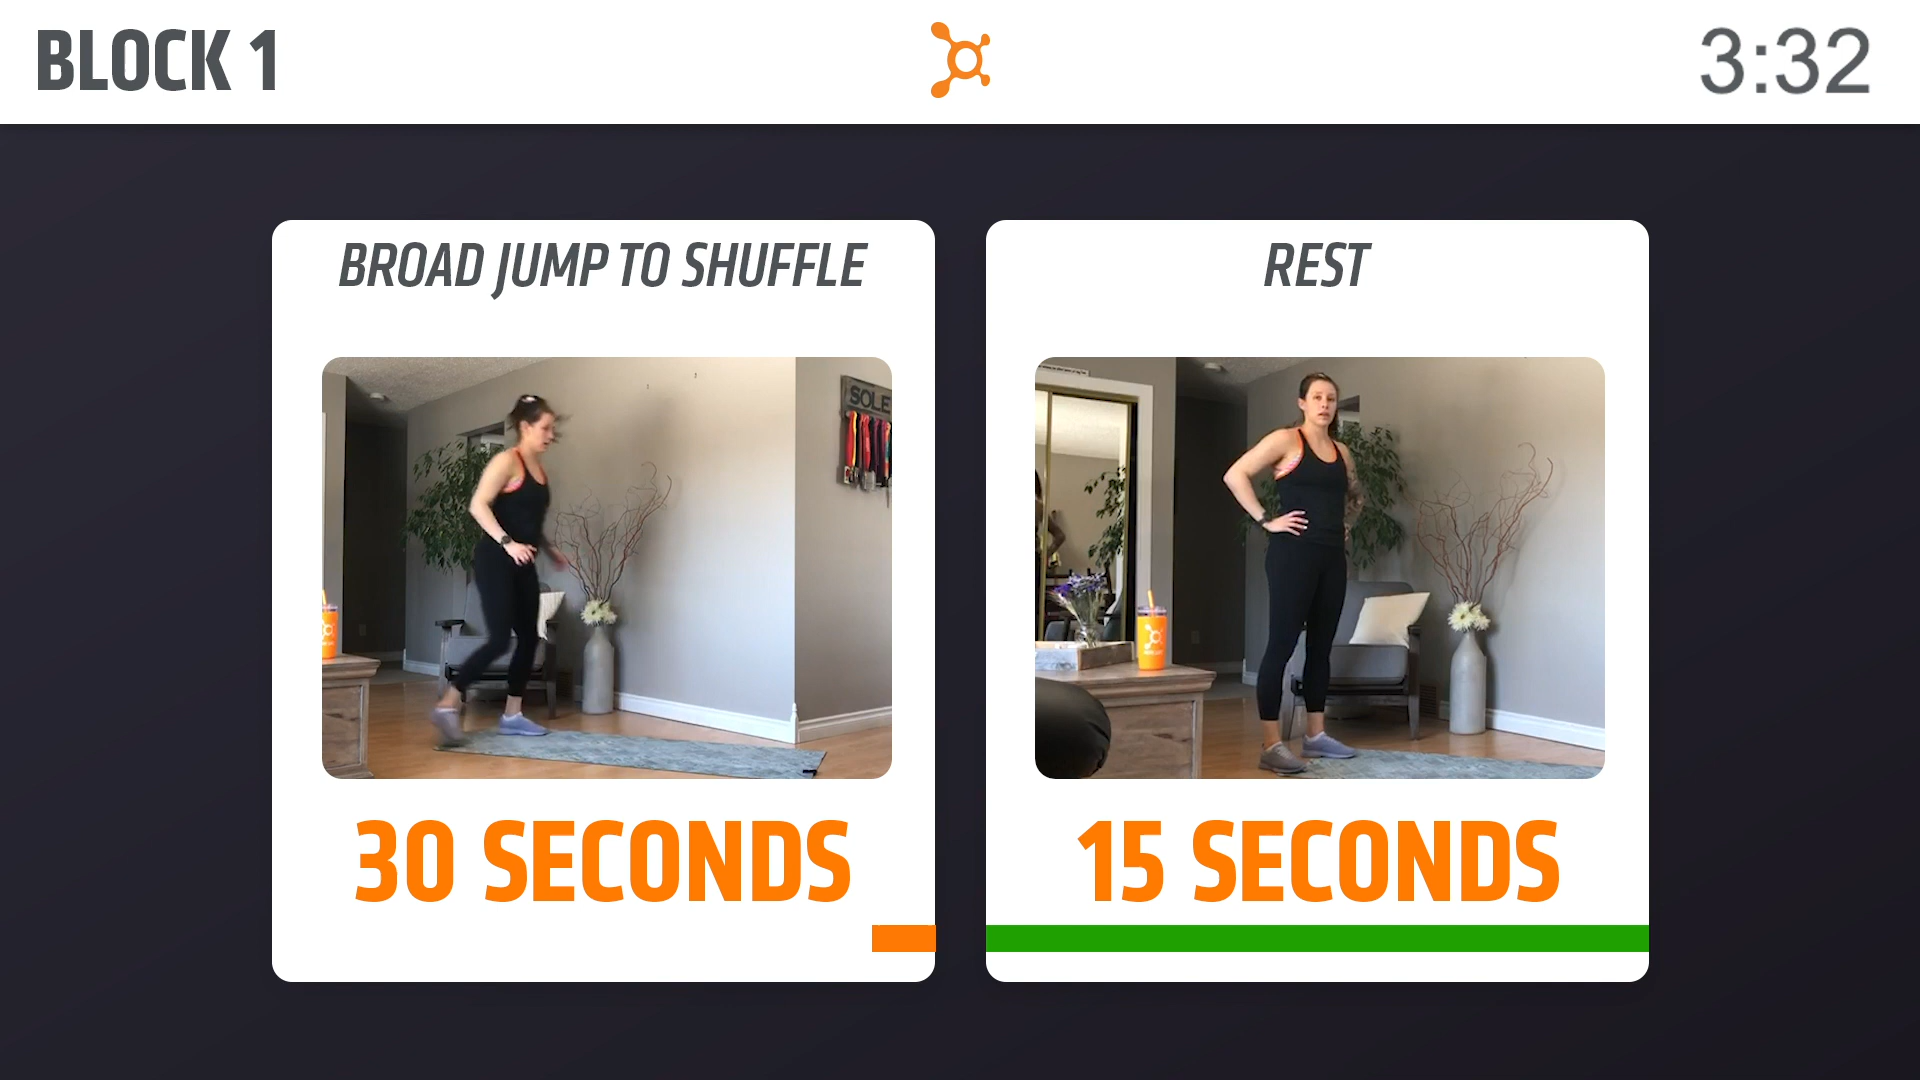 BLOCK 1
3:32
BROAD JUMP TO SHUFFLE
REST
SOLE
30 SECONDS
15 SECONDS